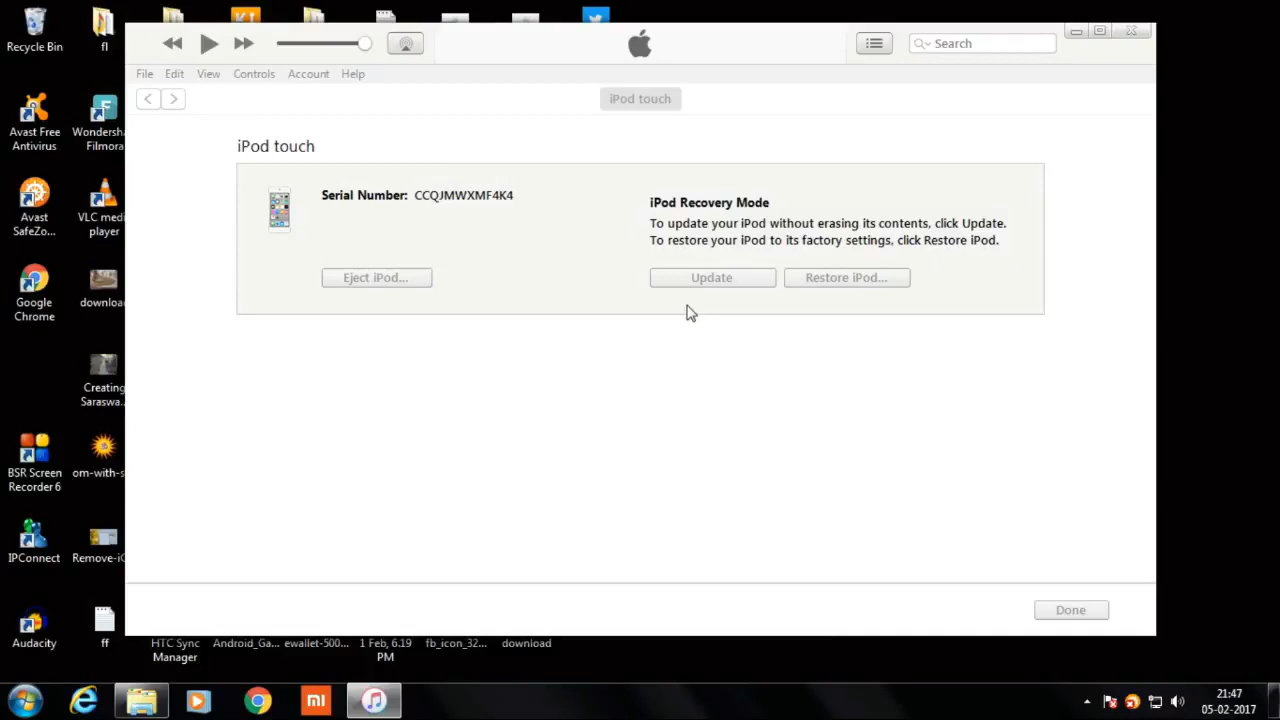 Recycle Bin
fl
Search
File Edit View Controls Account Help
< > iPod touch
iPod touch
Serial Number: CCQJMWXMF4K4
iPod Recovery Mode
To update your iPod without erasing its contents, click Update.
To restore your iPod to its factory settings, click Restore iPod.
Eject iPod...
Update
Restore iPod...
Done
Avast Free
Antivirus
Wondersha
Filmora
Avast
SafeZo...
VLC medi
player
Google
Chrome
download
Creating
Saraswa...
BSR Screen
Recorder 6
om-with-s
IPConnect
Remove-iC
Audacity
ff
HTC Sync
Manager
Android_Ga...
ewallet-500...
1 Feb, 6.19
PM
fb_icon_32...
download
mi
21:47
05-02-2017